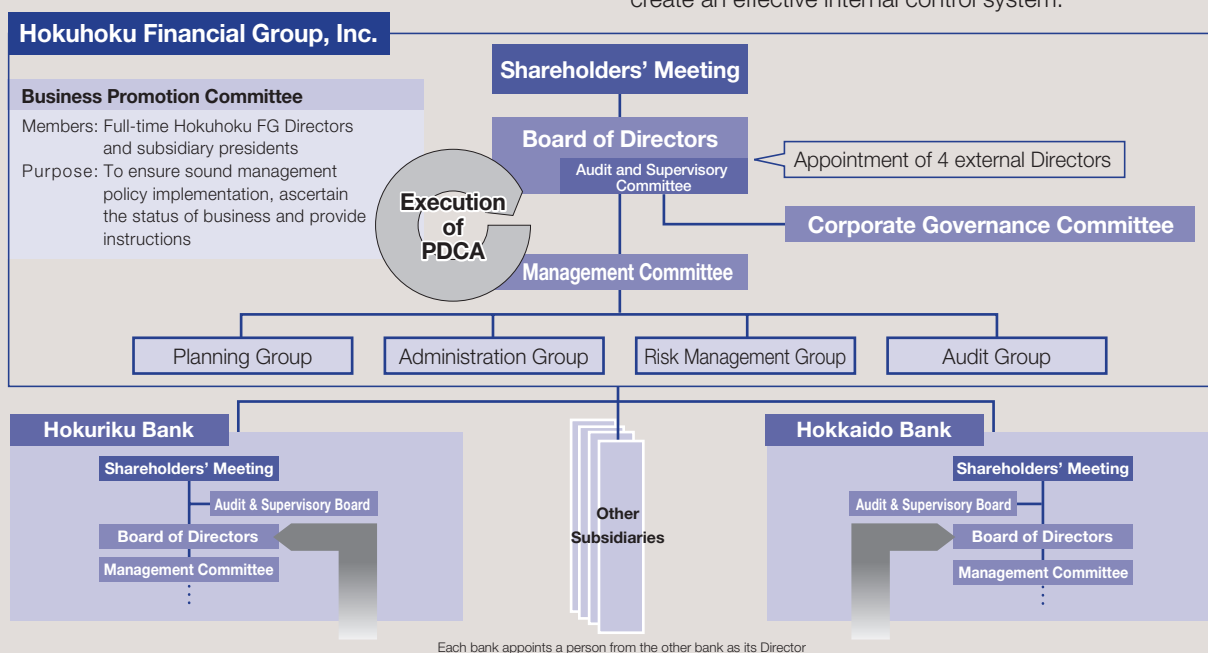 create an effective internal control system.
Hokuhoku Financial Group, Inc.
Business Promotion Committee
Members: Full-time Hokuhoku FG Directors
and subsidiary presidents
Purpose: To ensure sound management
policy implementation, ascertain
the status of business and provide
instructions
Shareholders’ Meeting
Board of Directors
Audit and Supervisory
Committee
Appointment of 4 external Directors
Execution
of
PDCA
Corporate Governance Committee
Management Committee
Planning Group
Administration Group
Risk Management Group
Audit Group
Hokuriku Bank
Shareholders’ Meeting
Audit & Supervisory Board
Board of Directors
Management Committee
Other
Subsidiaries
Hokkaido Bank
Shareholders’ Meeting
Audit & Supervisory Board
Board of Directors
Management Committee
Each bank appoints a person from the other bank as its Director